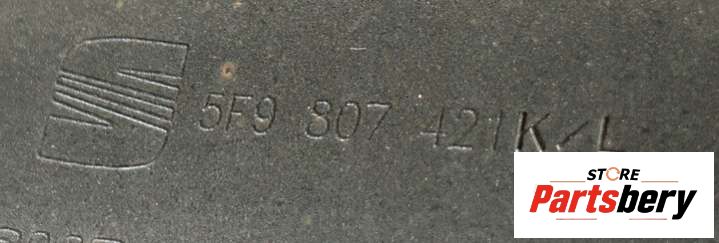 5F9 807 421K/L
STORE
Partsbery